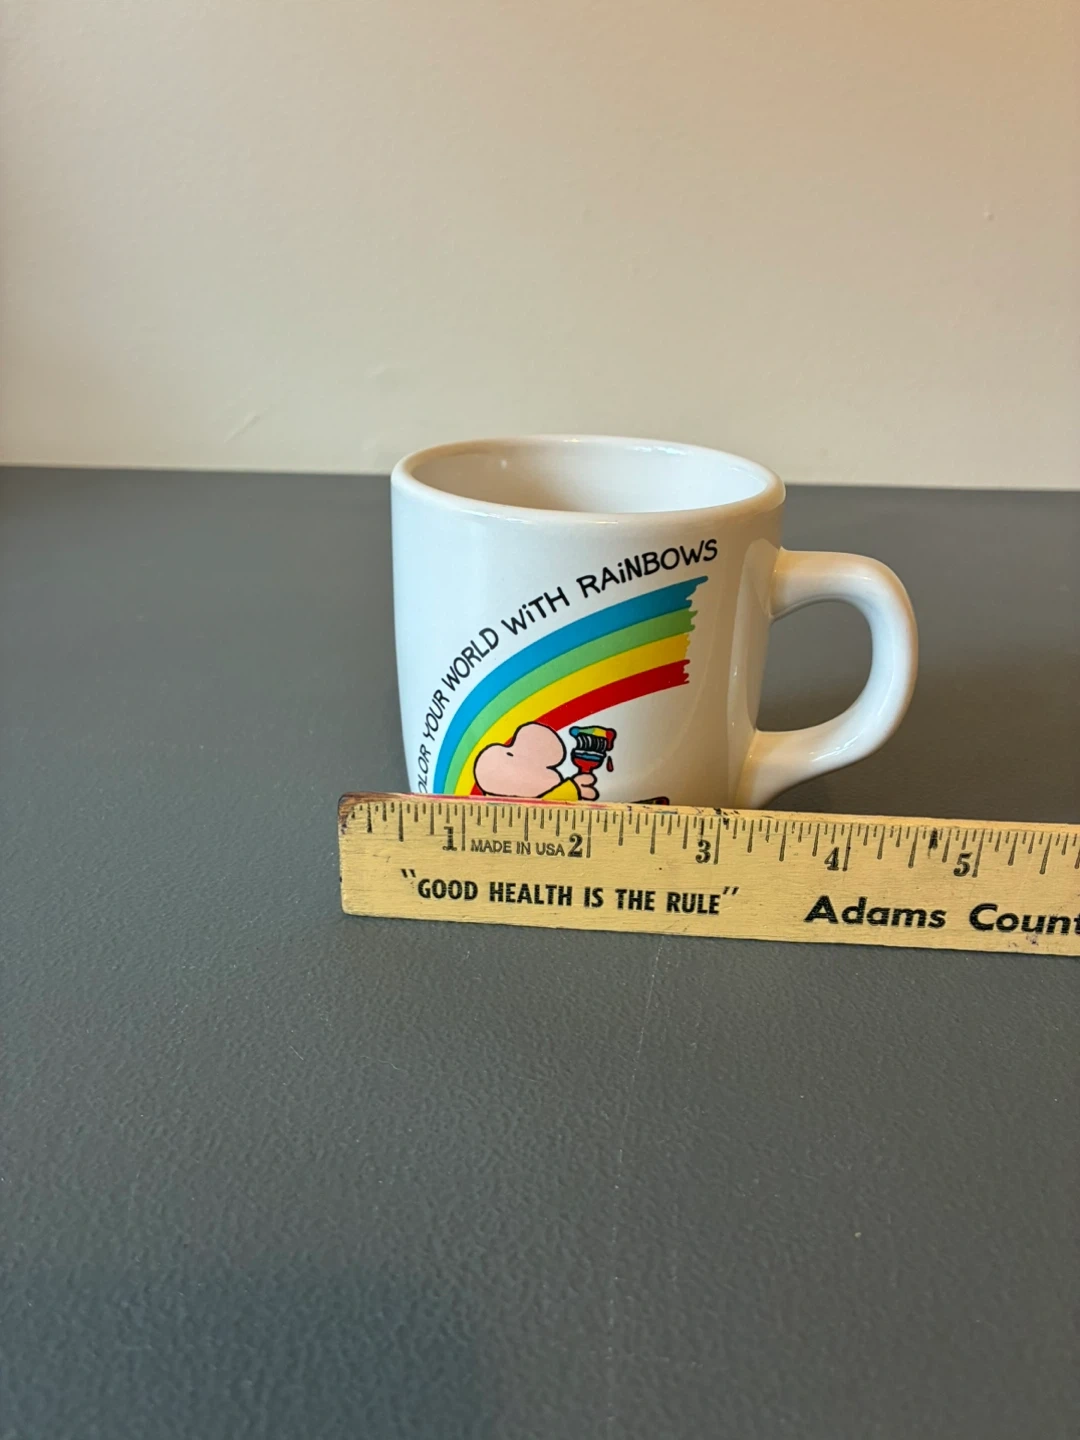 OLOR YOUR WORLD WiTH RAiNBOWS
1 MADE IN USA 2 3 4 5
"GOOD HEALTH IS THE RULE" Adams Count